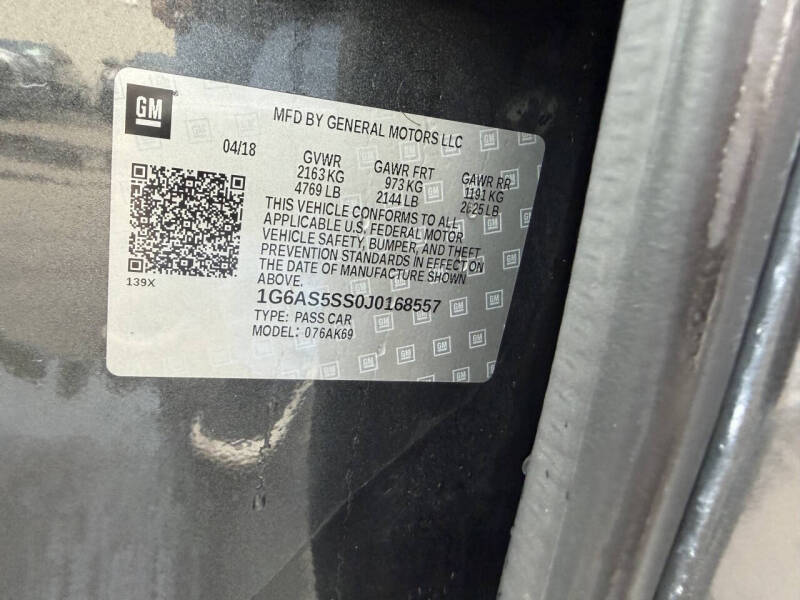 GM
MFD BY GENERAL MOTORS LLC
04/18
GVWR
2163 KG
4769 LB
GAWR FRT
973 KG
2144 LB
GAWR RR
1191 KG
2625 LB
THIS VEHICLE CONFORMS TO ALL
APPLICABLE U.S. FEDERAL MOTOR
VEHICLE SAFETY, BUMPER, AND THEFT
PREVENTION STANDARDS IN EFFECT ON
THE DATE OF MANUFACTURE SHOWN
ABOVE.
139X
1G6AS5SS0J0168557
TYPE: PASS CAR
MODEL: 076AK69